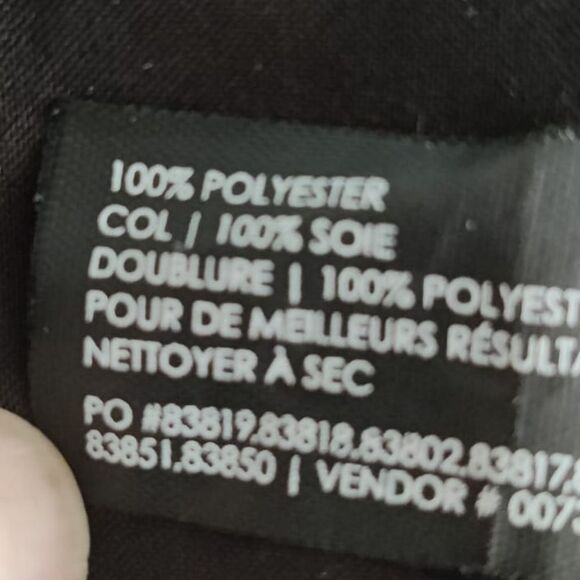 100% POLYESTER
COL | 100% SOIE
DOUBLURE | 100% POLYEST
POUR DE MEILLEURS RÉSULTA
NETTOYER À SEC
PO #83819,83818,83802,83817,
83851,83850 | VENDOR # 007